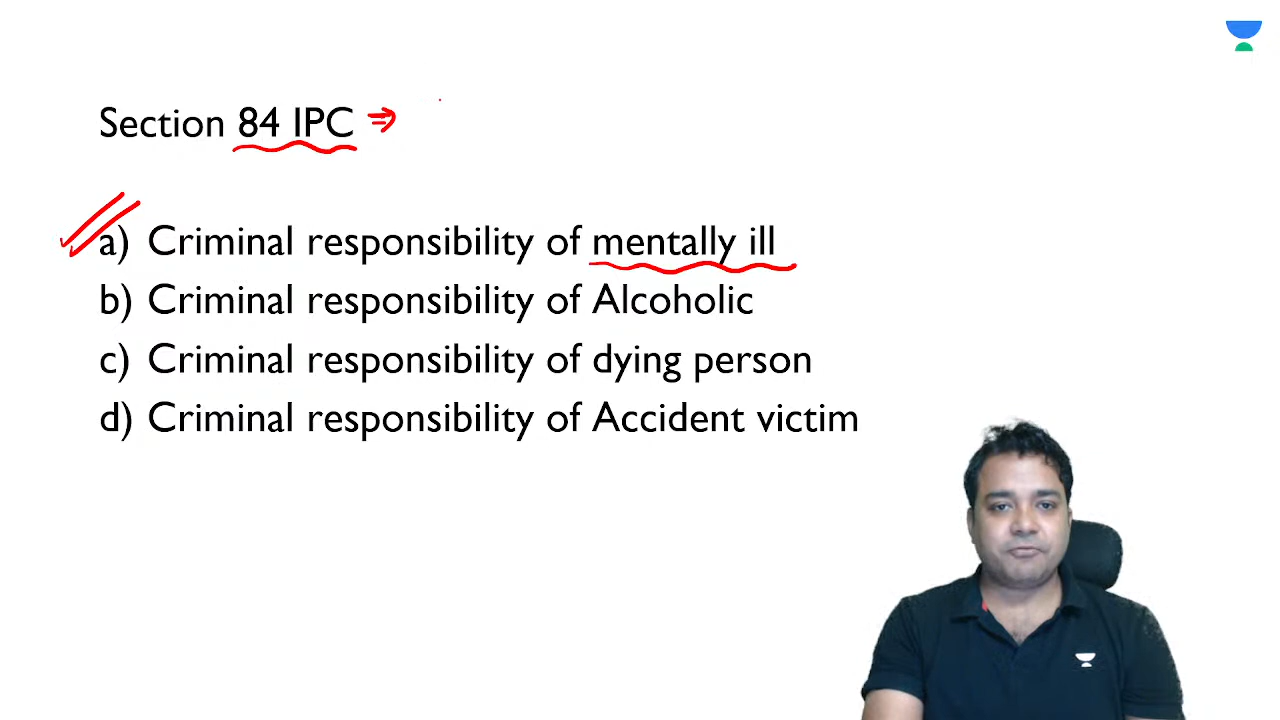 Section 84 IPC ⇒
a) Criminal responsibility of mentally ill
b) Criminal responsibility of Alcoholic
c) Criminal responsibility of dying person
d) Criminal responsibility of Accident victim